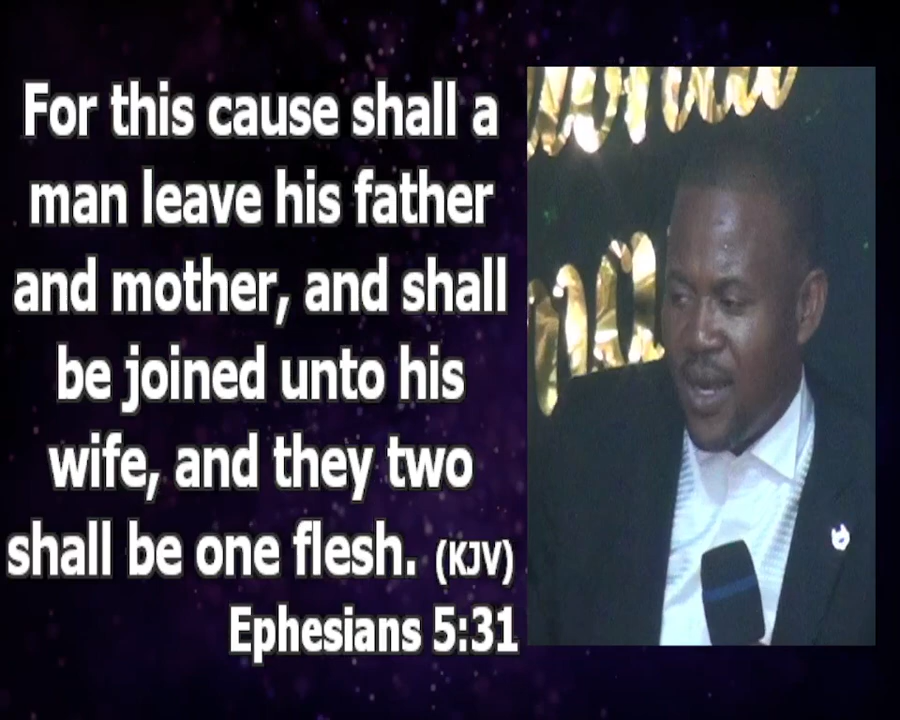 For this cause shall a
man leave his father
and mother, and shall
be joined unto his
wife, and they two
shall be one flesh. (KJV)
Ephesians 5:31